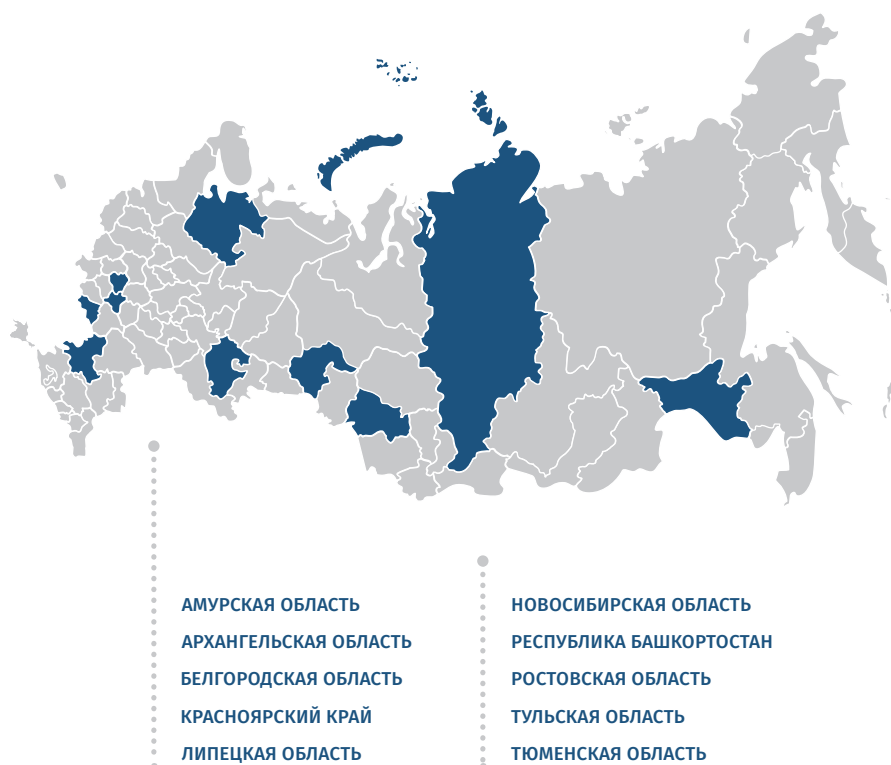 АМУРСКАЯ ОБЛАСТЬ
АРХАНГЕЛЬСКАЯ ОБЛАСТЬ
БЕЛГОРОДСКАЯ ОБЛАСТЬ
КРАСНОЯРСКИЙ КРАЙ
ЛИПЕЦКАЯ ОБЛАСТЬ
НОВОСИБИРСКАЯ ОБЛАСТЬ
РЕСПУБЛИКА БАШКОРТОСТАН
РОСТОВСКАЯ ОБЛАСТЬ
ТУЛЬСКАЯ ОБЛАСТЬ
ТЮМЕНСКАЯ ОБЛАСТЬ